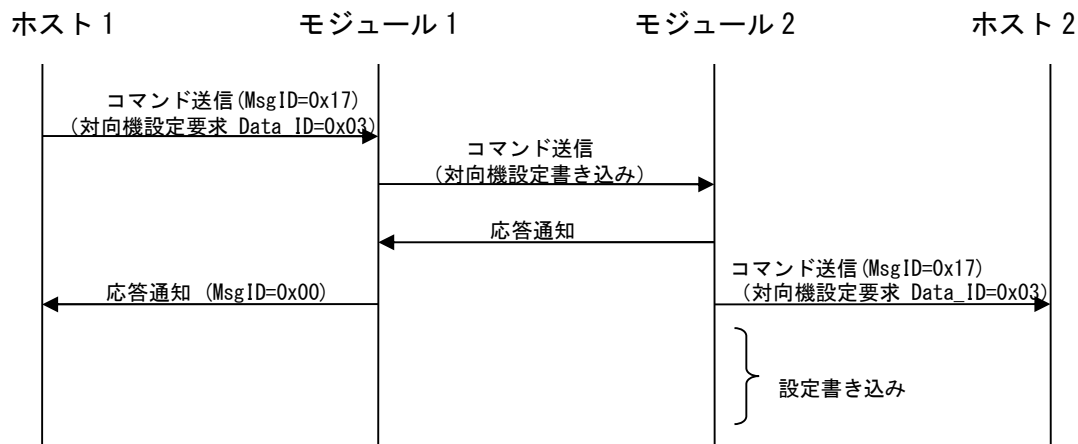 ホスト1 モジュール1 モジュール2 ホスト2
コマンド送信(MsgID=0x17)
(対向機設定要求 Data ID=0x03)
コマンド送信
(対向機設定書き込み)
応答通知
コマンド送信(MsgID=0x17)
(対向機設定要求 Data_ID=0x03)
応答通知 (MsgID=0x00)
設定書き込み